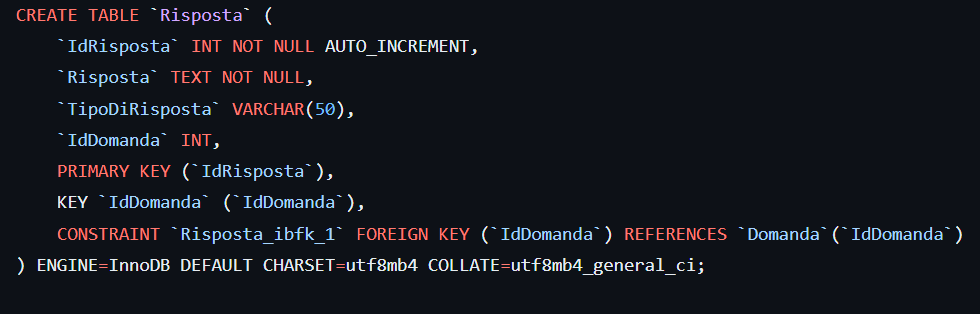 CREATE TABLE `Risposta` (
    `IdRisposta` INT NOT NULL AUTO_INCREMENT,
    `Risposta` TEXT NOT NULL,
    `TipoDiRisposta` VARCHAR(50),
    `IdDomanda` INT,
    PRIMARY KEY (`IdRisposta`),
    KEY `IdDomanda` (`IdDomanda`),
    CONSTRAINT `Risposta_ibfk_1` FOREIGN KEY (`IdDomanda`) REFERENCES `Domanda`(`IdDomanda`)
) ENGINE=InnoDB DEFAULT CHARSET=utf8mb4 COLLATE=utf8mb4_general_ci;